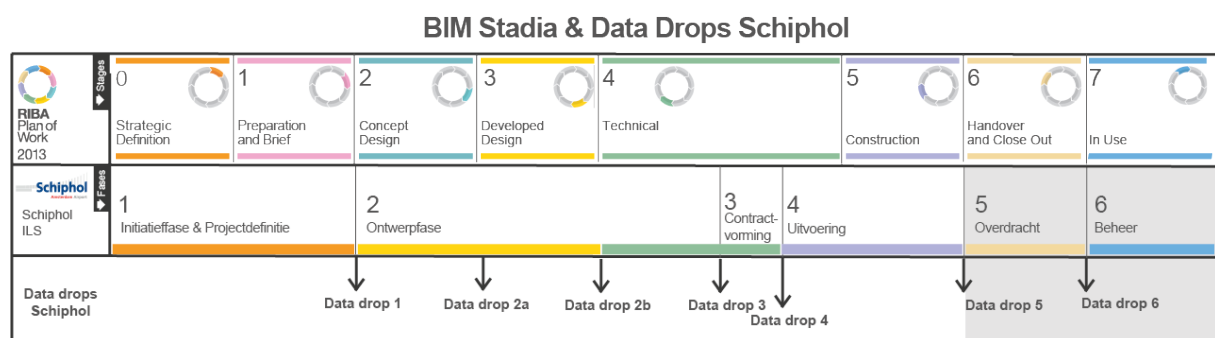 BIM Stadia & Data Drops Schiphol
RIBA
Plan of
Work
2013
Stages
0
Strategic
Definition
1
Preparation
and Brief
2
Concept
Design
3
Developed
Design
4
Technical
5
Construction
6
Handover
and Close Out
7
In Use
Schiphol
Amsterdam Airport
Schiphol
ILS
Fases
1
Initiatieffase & Projectdefinitie
2
Ontwerpfase
3
Contract-
vorming
4
Uitvoering
5
Overdracht
6
Beheer
Data drops
Schiphol
Data drop 1
Data drop 2a
Data drop 2b
Data drop 3
Data drop 4
Data drop 5
Data drop 6